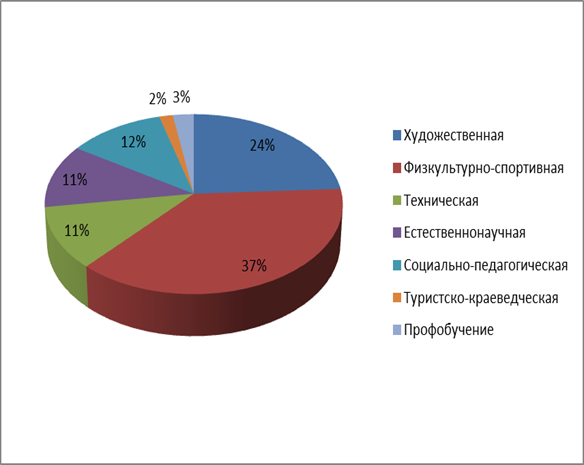 2% 3%
24%
12%
11%
11%
37%
Художественная
Физкультурно-спортивная
Техническая
Естественнонаучная
Социально-педагогическая
Туристско-краеведческая
Профобучение